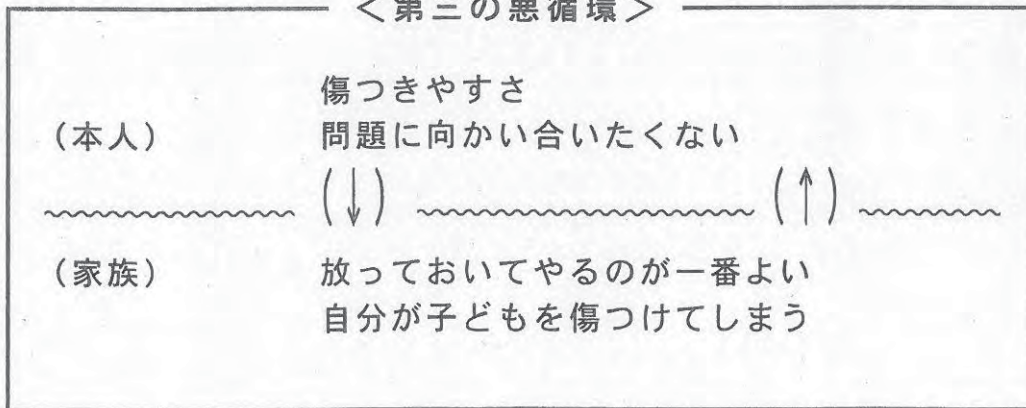 <第三の悪循環>
傷つきやすさ
(本人) 問題に向かい合いたくない
(↓) (↑)
(家族) 放っておいてやるのが一番よい
自分が子どもを傷つけてしまう